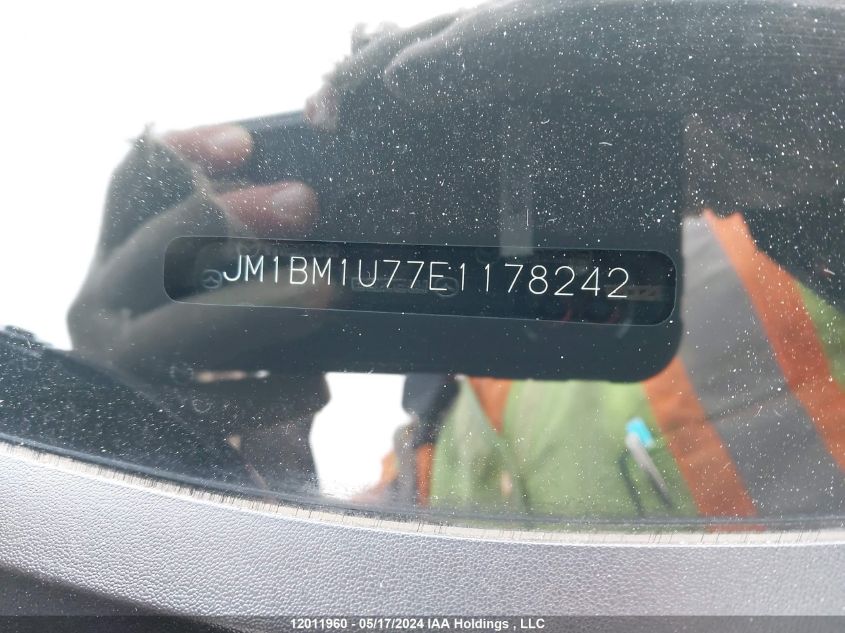 JM1BM1U77E1178242
12011960 - 05/17/2024 IAA Holdings , LLC